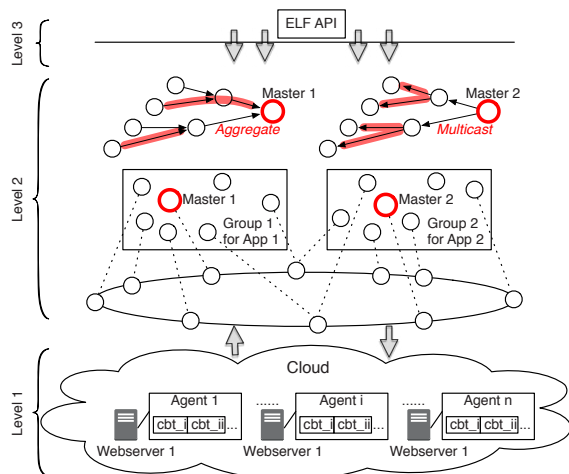 Level 3
ELF API
Level 2
Master 1
Aggregate
Master 2
Multicast
Master 1
Group 1
for App 1
Master 2
Group 2
for App 2
Level 1
Cloud
Agent 1
cbt_i cbt_ii ...
Webserver 1
......
Agent i
cbt_i cbt_ii ...
Webserver 1
......
Agent n
cbt_i cbt_ii ...
Webserver 1